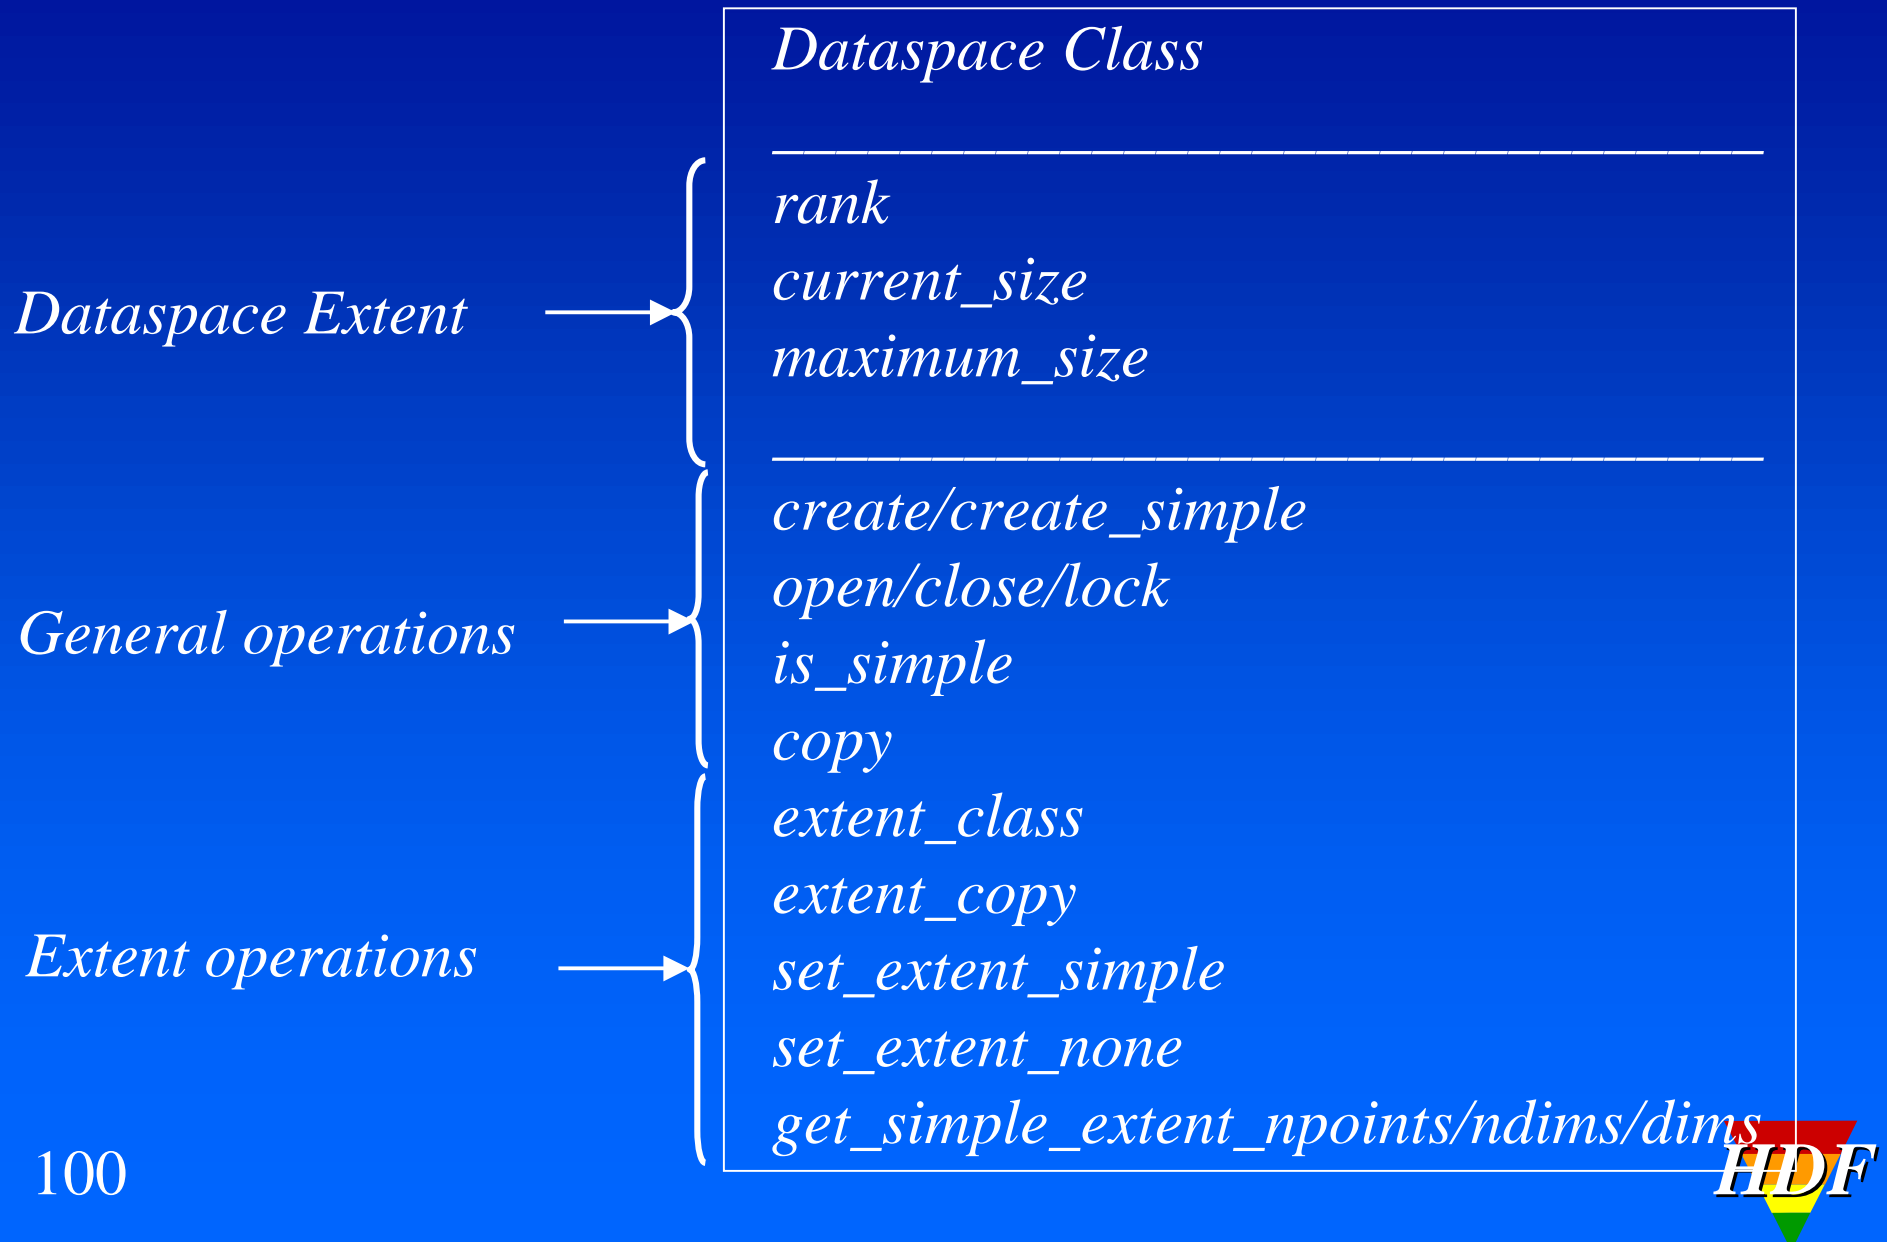 Dataspace Class
rank
current_size
maximum_size
Dataspace Extent
create/create_simple
open/close/lock
is_simple
copy
General operations
extent_class
extent_copy
set_extent_simple
set_extent_none
get_simple_extent_npoints/ndims/dims
Extent operations
100
HDF